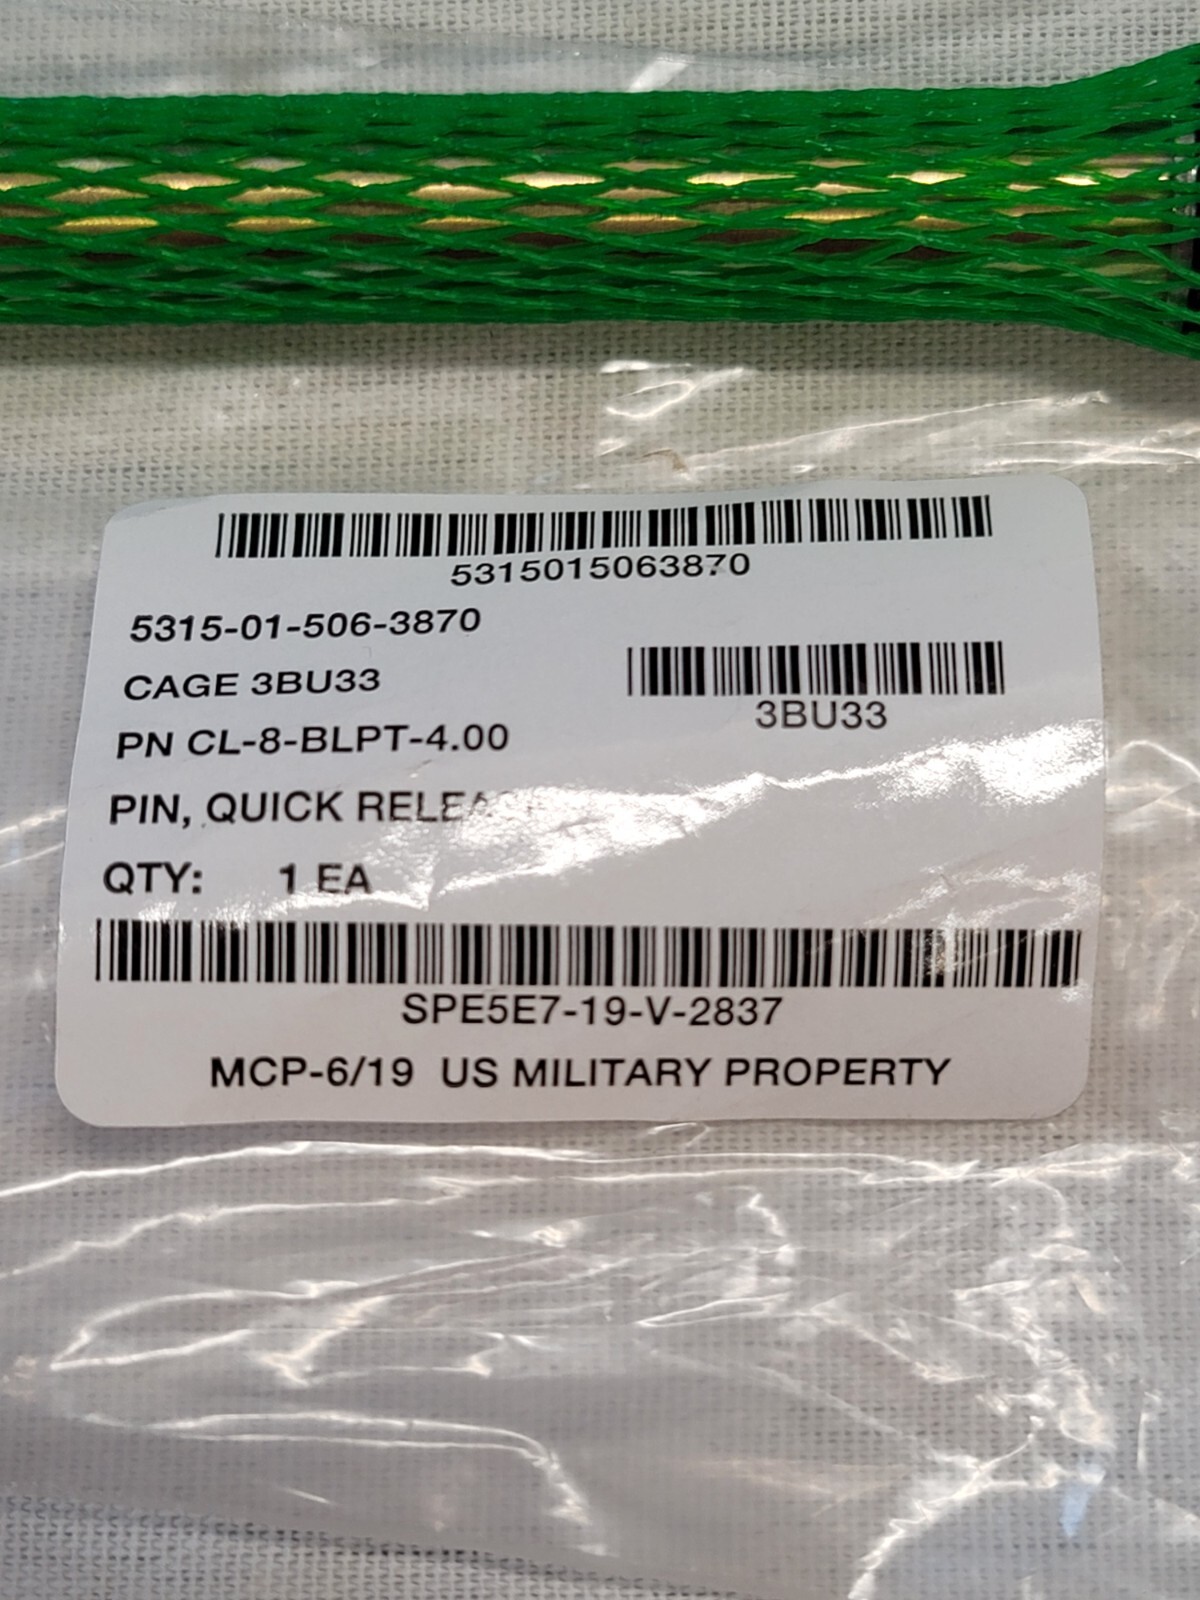 5315015063870
5315-01-506-3870
CAGE 3BU33
3BU33
PN CL-8-BLPT-4.00
PIN, QUICK
QTY: 1 EA
SPE5E7-19-V-2837
MCP-6/19 US MILITARY PROPERTY